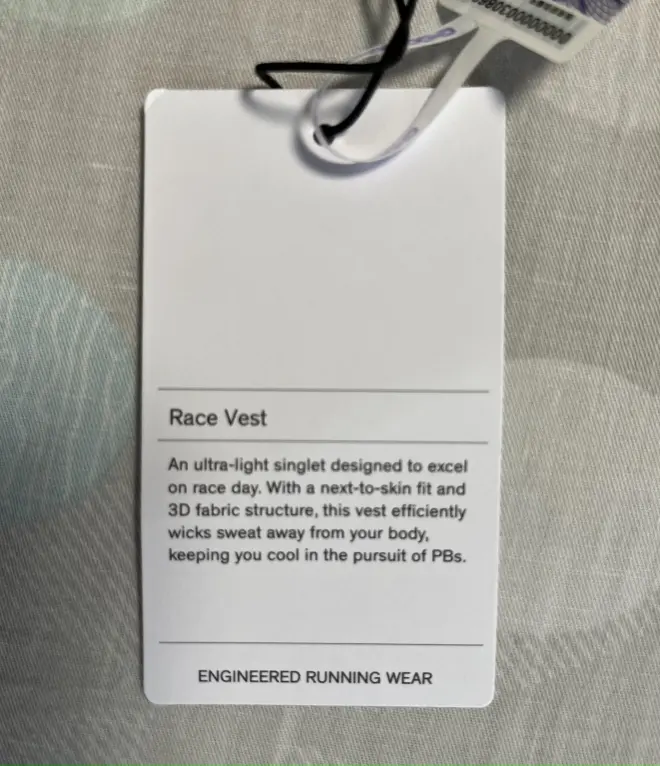 Race Vest
An ultra-light singlet designed to excel
on race day. With a next-to-skin fit and
3D fabric structure, this vest efficiently
wicks sweat away from your body,
keeping you cool in the pursuit of PBs.
ENGINEERED RUNNING WEAR